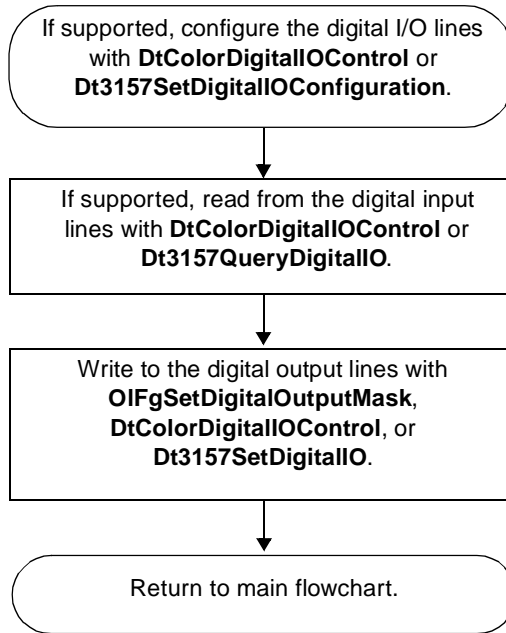 If supported, configure the digital I/O lines
with DtColorDigitalIOControl or
Dt3157SetDigitalIOConfiguration.
If supported, read from the digital input
lines with DtColorDigitalIOControl or
Dt3157QueryDigitalIO.
Write to the digital output lines with
OlFgSetDigitalOutputMask,
DtColorDigitalIOControl, or
Dt3157SetDigitalIO.
Return to main flowchart.